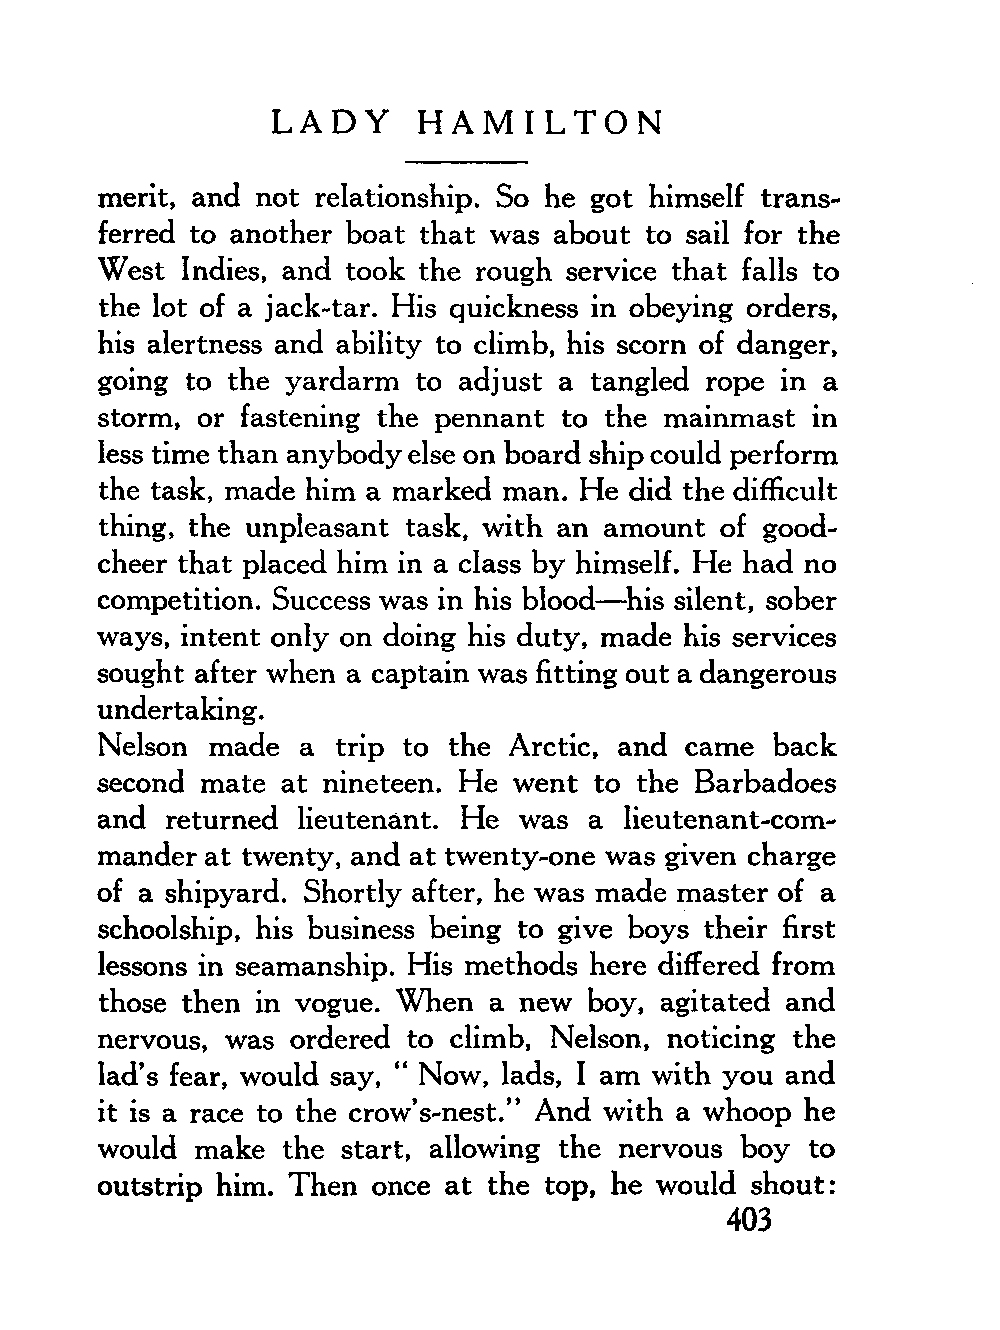 LADY HAMILTON
merit, and not relationship. So he got himself trans-
ferred to another boat that was about to sail for the
West Indies, and took the rough service that falls to
the lot of a jack-tar. His quickness in obeying orders,
his alertness and ability to climb, his scorn of danger,
going to the yardarm to adjust a tangled rope in a
storm, or fastening the pennant to the mainmast in
less time than anybody else on board ship could perform
the task, made him a marked man. He did the difficult
thing, the unpleasant task, with an amount of good-
cheer that placed him in a class by himself. He had no
competition. Success was in his blood—his silent, sober
ways, intent only on doing his duty, made his services
sought after when a captain was fitting out a dangerous
undertaking.
Nelson made a trip to the Arctic, and came back
second mate at nineteen. He went to the Barbadoes
and returned lieutenant. He was a lieutenant-com-
mander at twenty, and at twenty-one was given charge
of a shipyard. Shortly after, he was made master of a
schoolship, his business being to give boys their first
lessons in seamanship. His methods here differed from
those then in vogue. When a new boy, agitated and
nervous, was ordered to climb, Nelson, noticing the
lad's fear, would say, " Now, lads, I am with you and
it is a race to the crow's-nest." And with a whoop he
would make the start, allowing the nervous boy to
outstrip him. Then once at the top, he would shout:
403